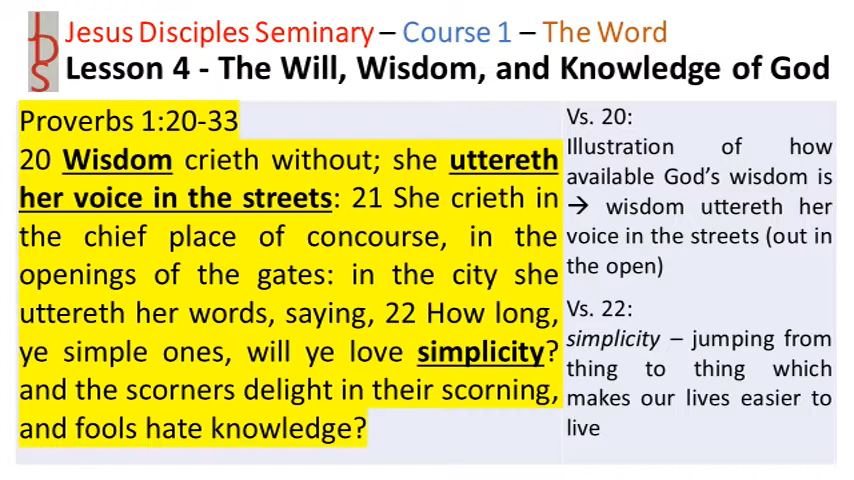 JDS
Jesus Disciples Seminary – Course 1 – The Word
Lesson 4 - The Will, Wisdom, and Knowledge of God
Proverbs 1:20-33
20 Wisdom crieth without; she uttereth
her voice in the streets: 21 She crieth in
the chief place of concourse, in the
openings of the gates: in the city she
uttereth her words, saying, 22 How long,
ye simple ones, will ye love simplicity?
and the scorners delight in their scorning,
and fools hate knowledge?
Vs. 20:
Illustration of how
available God's wisdom is
→ wisdom uttereth her
voice in the streets (out in
the open)
Vs. 22:
simplicity – jumping from
thing to thing which
makes our lives easier to
live